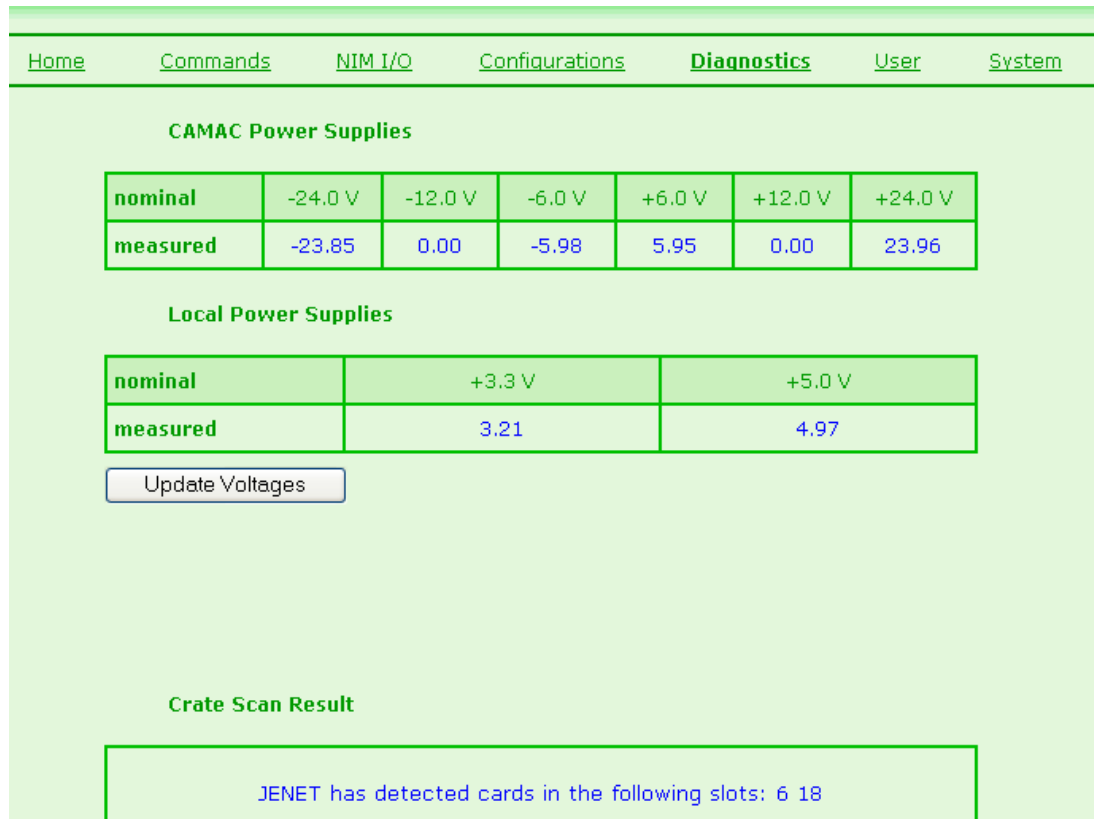 Home Commands NIM I/O Configurations Diagnostics User System
CAMAC Power Supplies
nominal -24.0 V -12.0 V -6.0 V +6.0 V +12.0 V +24.0 V
measured -23.85 0.00 -5.98 5.95 0.00 23.96
Local Power Supplies
nominal +3.3 V +5.0 V
measured 3.21 4.97
Update Voltages
Crate Scan Result
JENET has detected cards in the following slots: 6 18